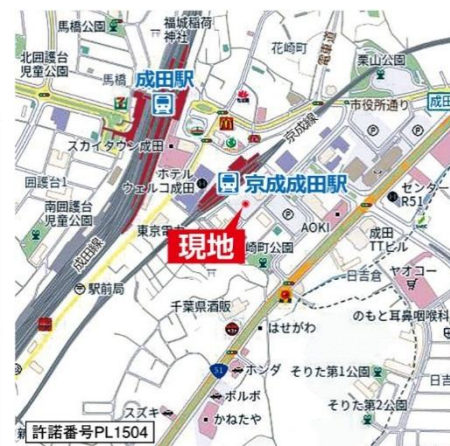 馬橋公園
福城稲荷
神社
花崎町
電車道
栗山公園
北囲護台
児童公園
馬橋
成田駅
市役所通り
成田
スカイタウン成田
京成線
囲護台1
ホテル
ウェルコ成田
京成成田駅
センター
R51
南囲護台
児童公園
東京電力
AOKI
成田
TTビル
現地
崎町公園
成田線
日吉倉
ヤオコー
駅前局
千葉県酒販
はせがわ
のもと耳鼻咽喉科
51
ホンダ
そりた第1公園
日吉
ボルボ
スズキ
かねたや
そりた第2公園
新
許諾番号PL1504